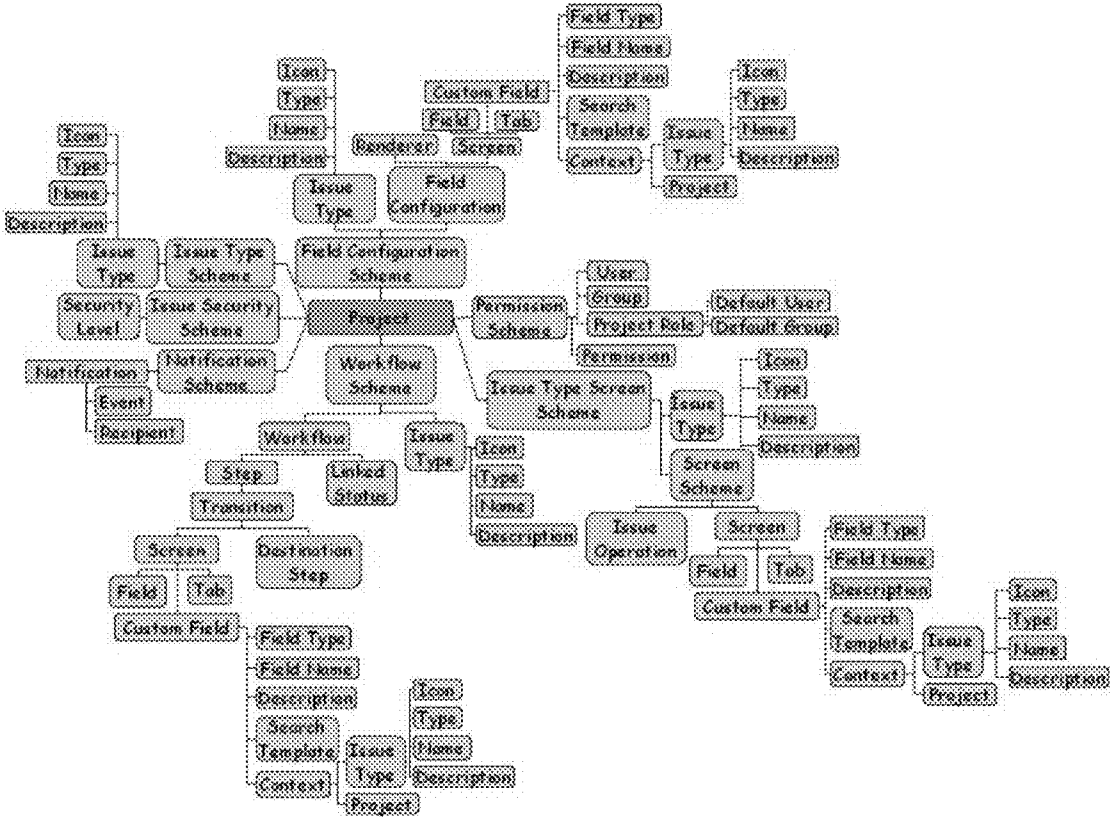 Field Type
Field Name
Description
Search
Template
Context
Icon
Type
Name
Description
Custom Field
Field
Tab
Renderer
Screen
Issue
Type
Project
Icon
Type
Name
Description
Icon
Type
Name
Description
Issue
Type
Field
Configuration
Issue
Type
Issue Type
Scheme
Field Configuration
Scheme
Security
Level
Issue Security
Scheme
Project
Permission
Scheme
User
Group
Project Role
Permission
Default User
Default Group
Notification
Notification
Scheme
Event
Recipient
Workflow
Scheme
Issue Type Screen
Scheme
Issue
Type
Icon
Type
Name
Description
Workflow
Issue
Type
Icon
Type
Name
Description
Step
Linked
Status
Transition
Screen
Scheme
Issue
Operation
Screen
Field
Tab
Custom Field
Field Type
Field Name
Description
Search
Template
Context
Issue
Type
Project
Icon
Type
Name
Description
Screen
Destination
Step
Field
Tab
Custom Field
Field Type
Field Name
Description
Search
Template
Context
Issue
Type
Project
Icon
Type
Name
Description